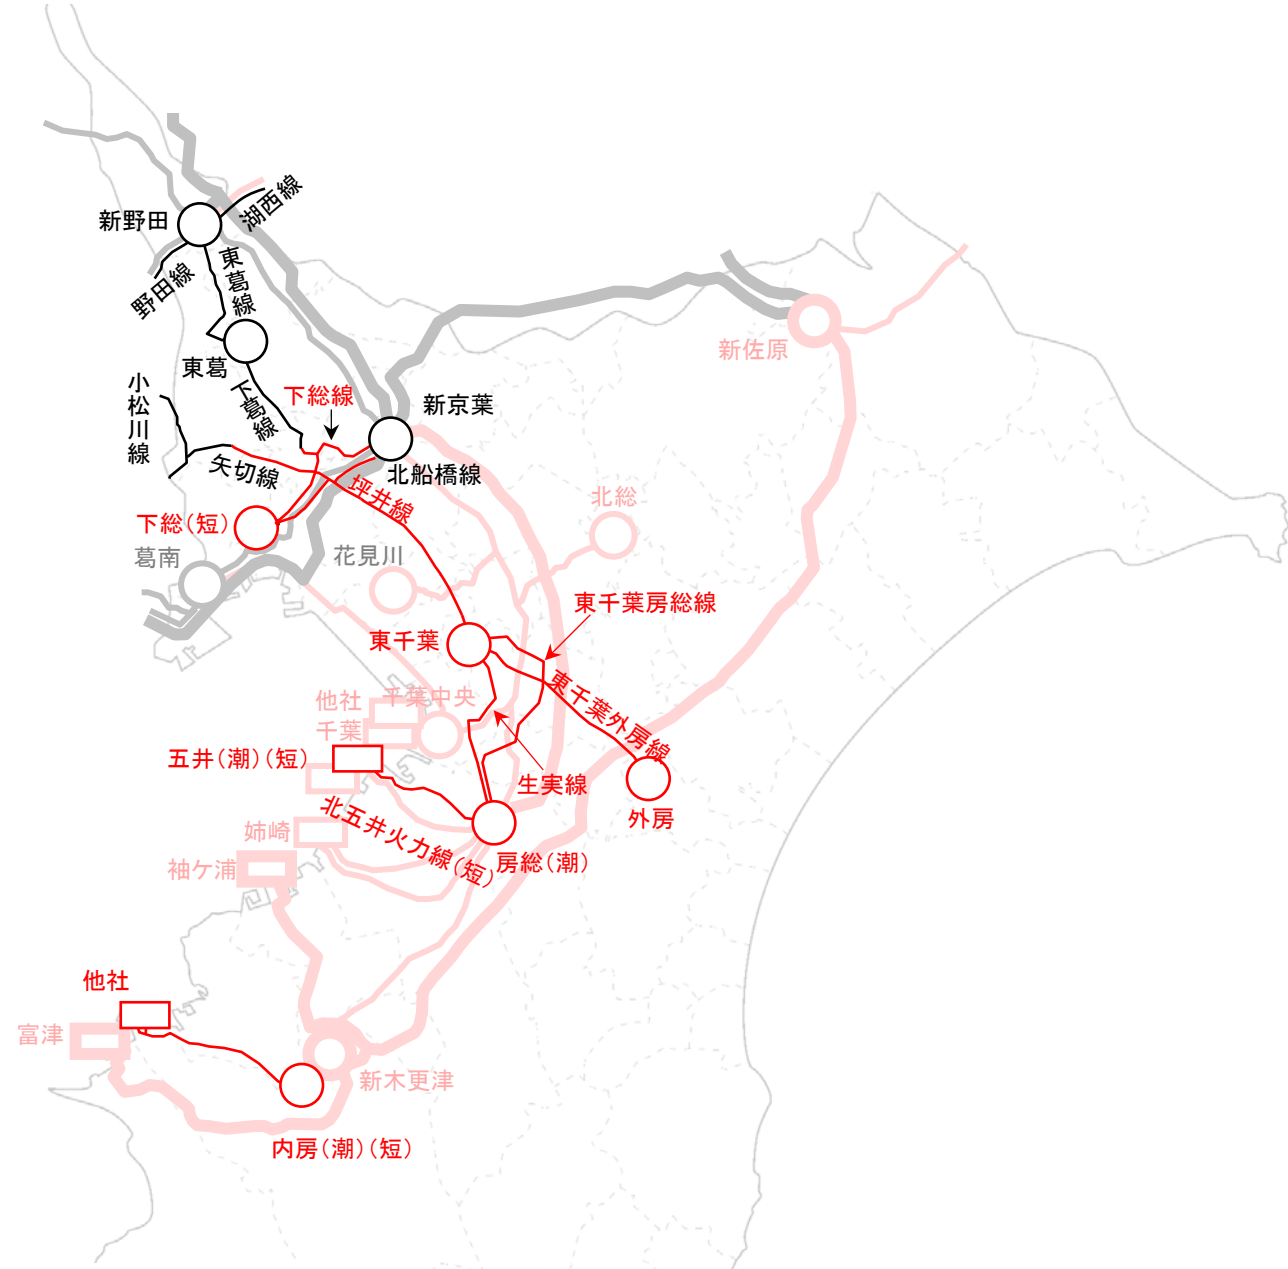 湖西線
新野田
東葛線
野田線
新佐原
東葛
小松川線
下葛線
下総線
新京葉
矢切線
北船橋線
坪井線
北総
下総(短)
葛南
花見川
東千葉房総線
東千葉
東千葉外房線
他社
千葉中央
千葉
五井(潮)(短)
生実線
北五井火力線(短)
外房
姉崎
房総(潮)
袖ケ浦
他社
富津
新木更津
内房(潮)(短)